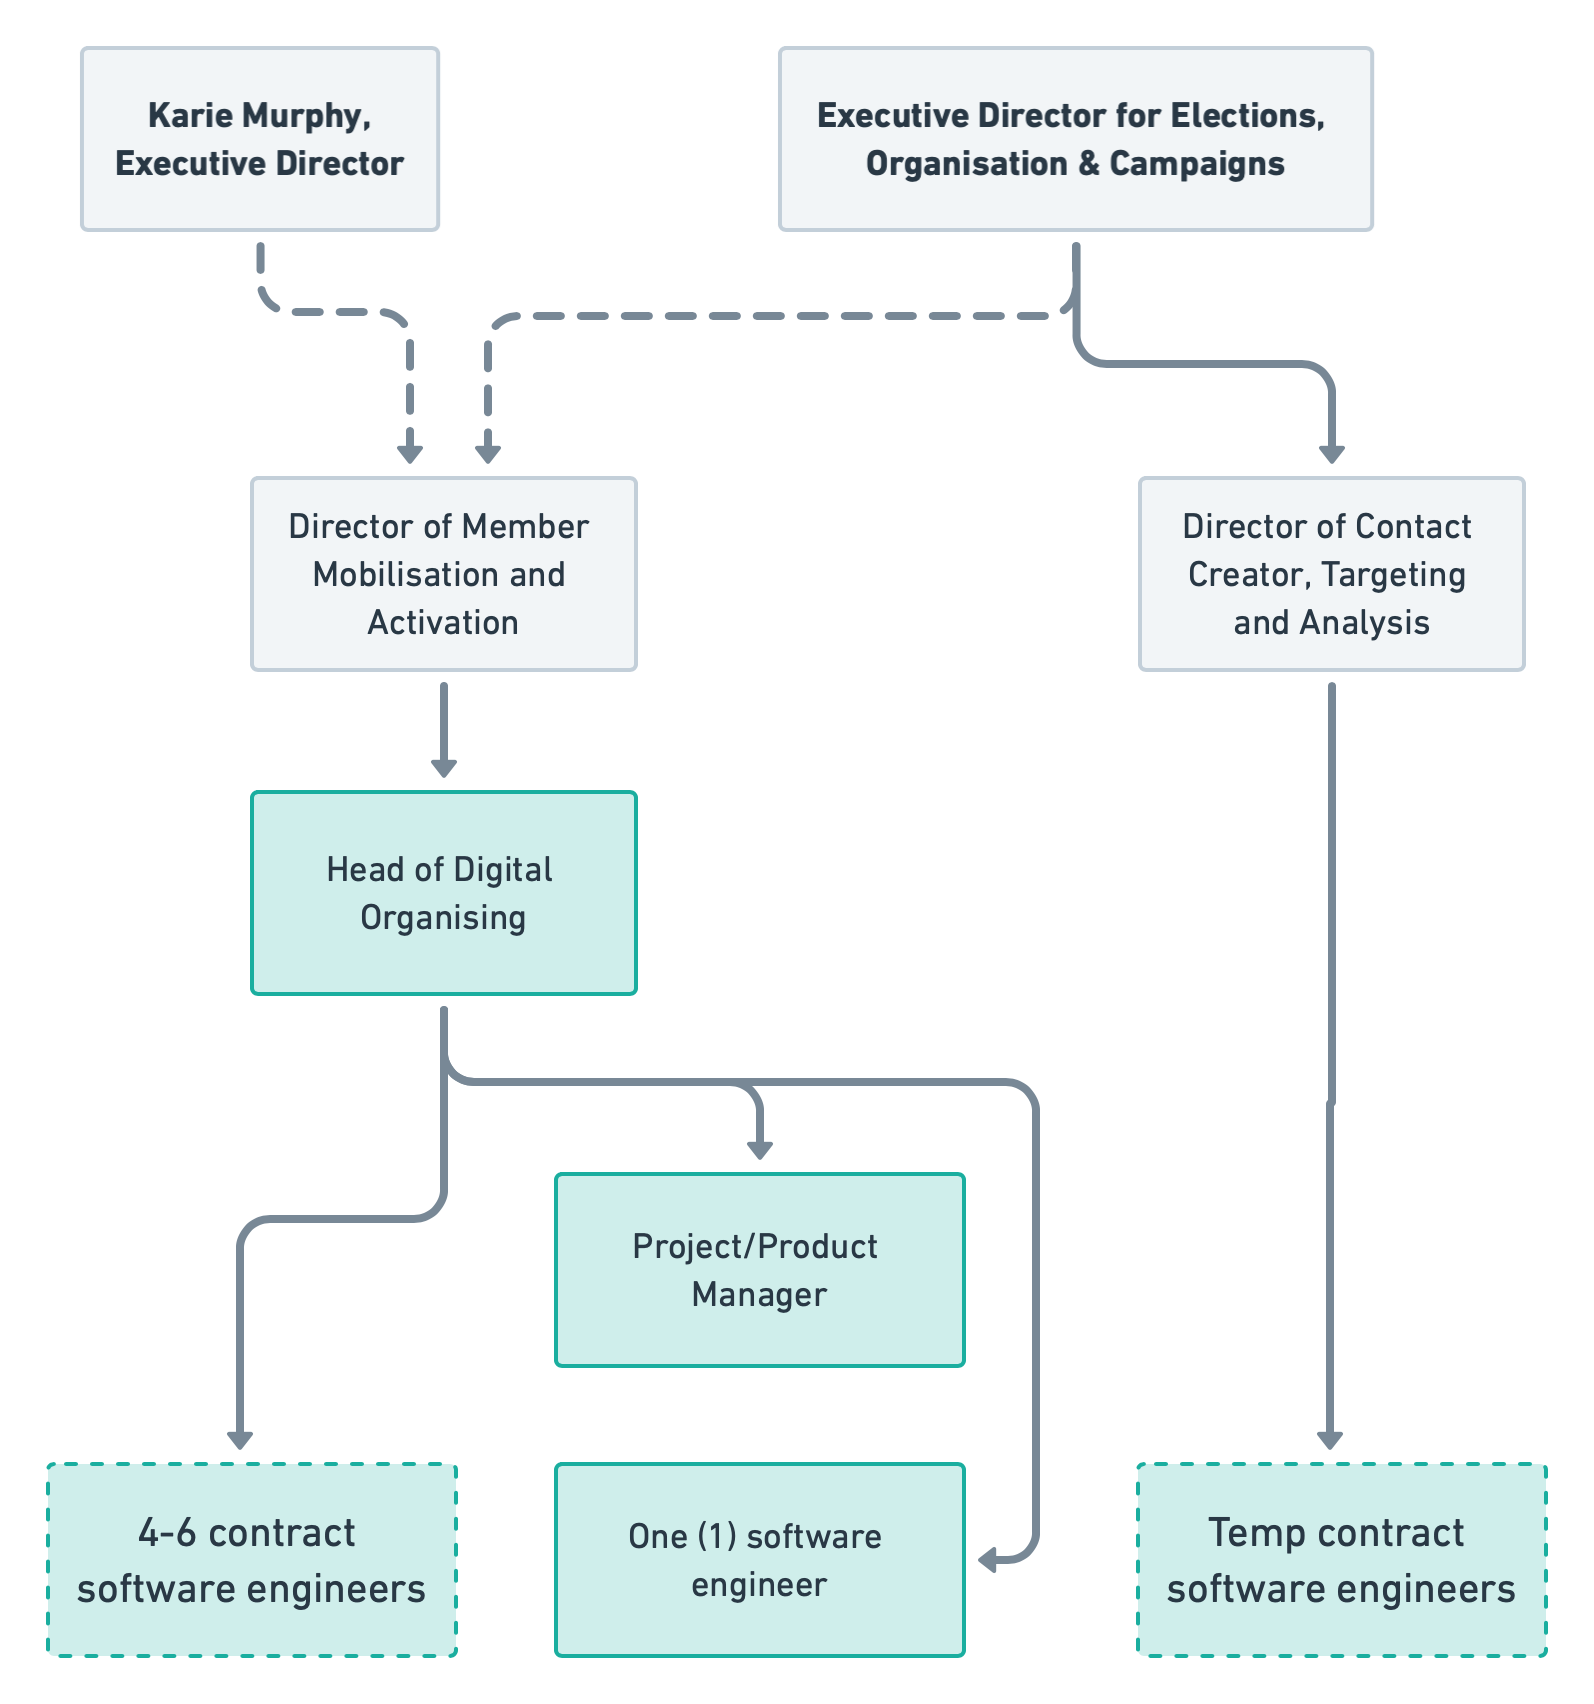 Karie Murphy,
Executive Director
Executive Director for Elections,
Organisation & Campaigns
Director of Member
Mobilisation and
Activation
Director of Contact
Creator, Targeting
and Analysis
Head of Digital
Organising
Project/Product
Manager
4-6 contract
software engineers
One (1) software
engineer
Temp contract
software engineers